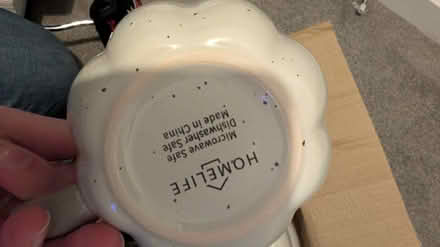 HOMELIFE
Microwave Safe
Dishwasher Safe
Made in China